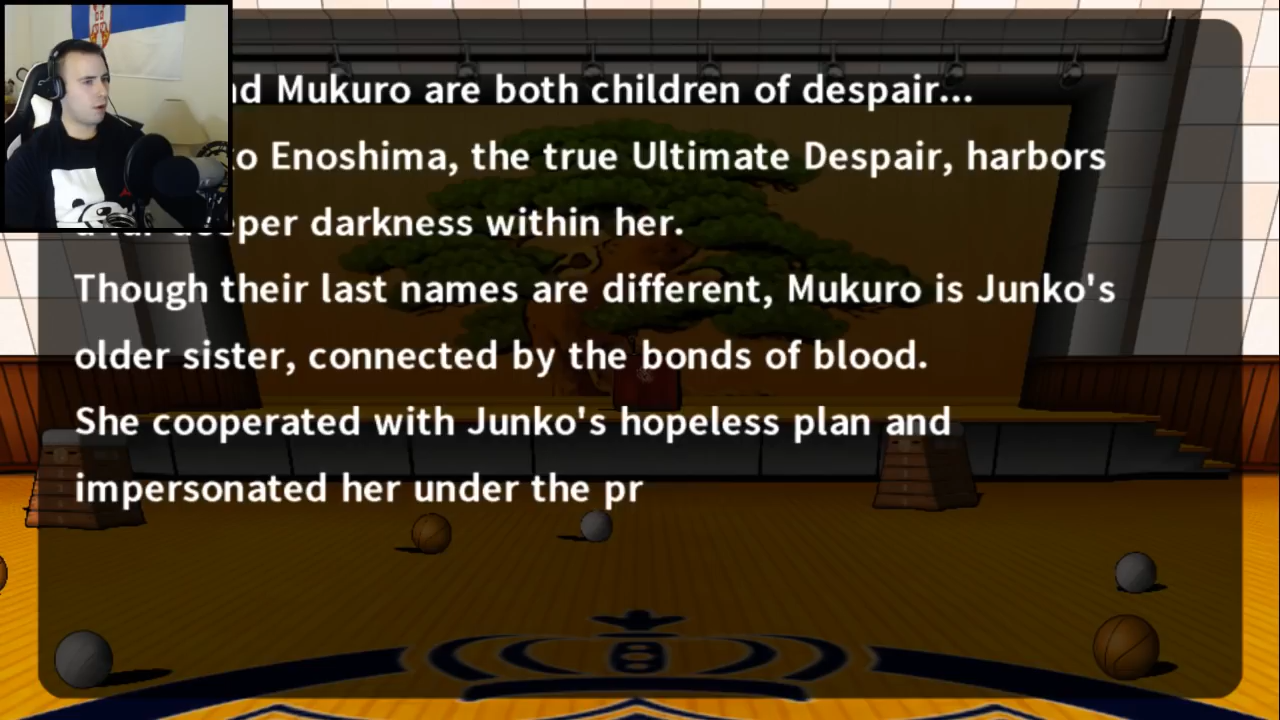 Mukuro are both children of despair...
Enoshima, the true Ultimate Despair, harbors
darkness within her.
Though their last names are different, Mukuro is Junko's
older sister, connected by the bonds of blood.
She cooperated with Junko's hopeless plan and
impersonated her under the pr